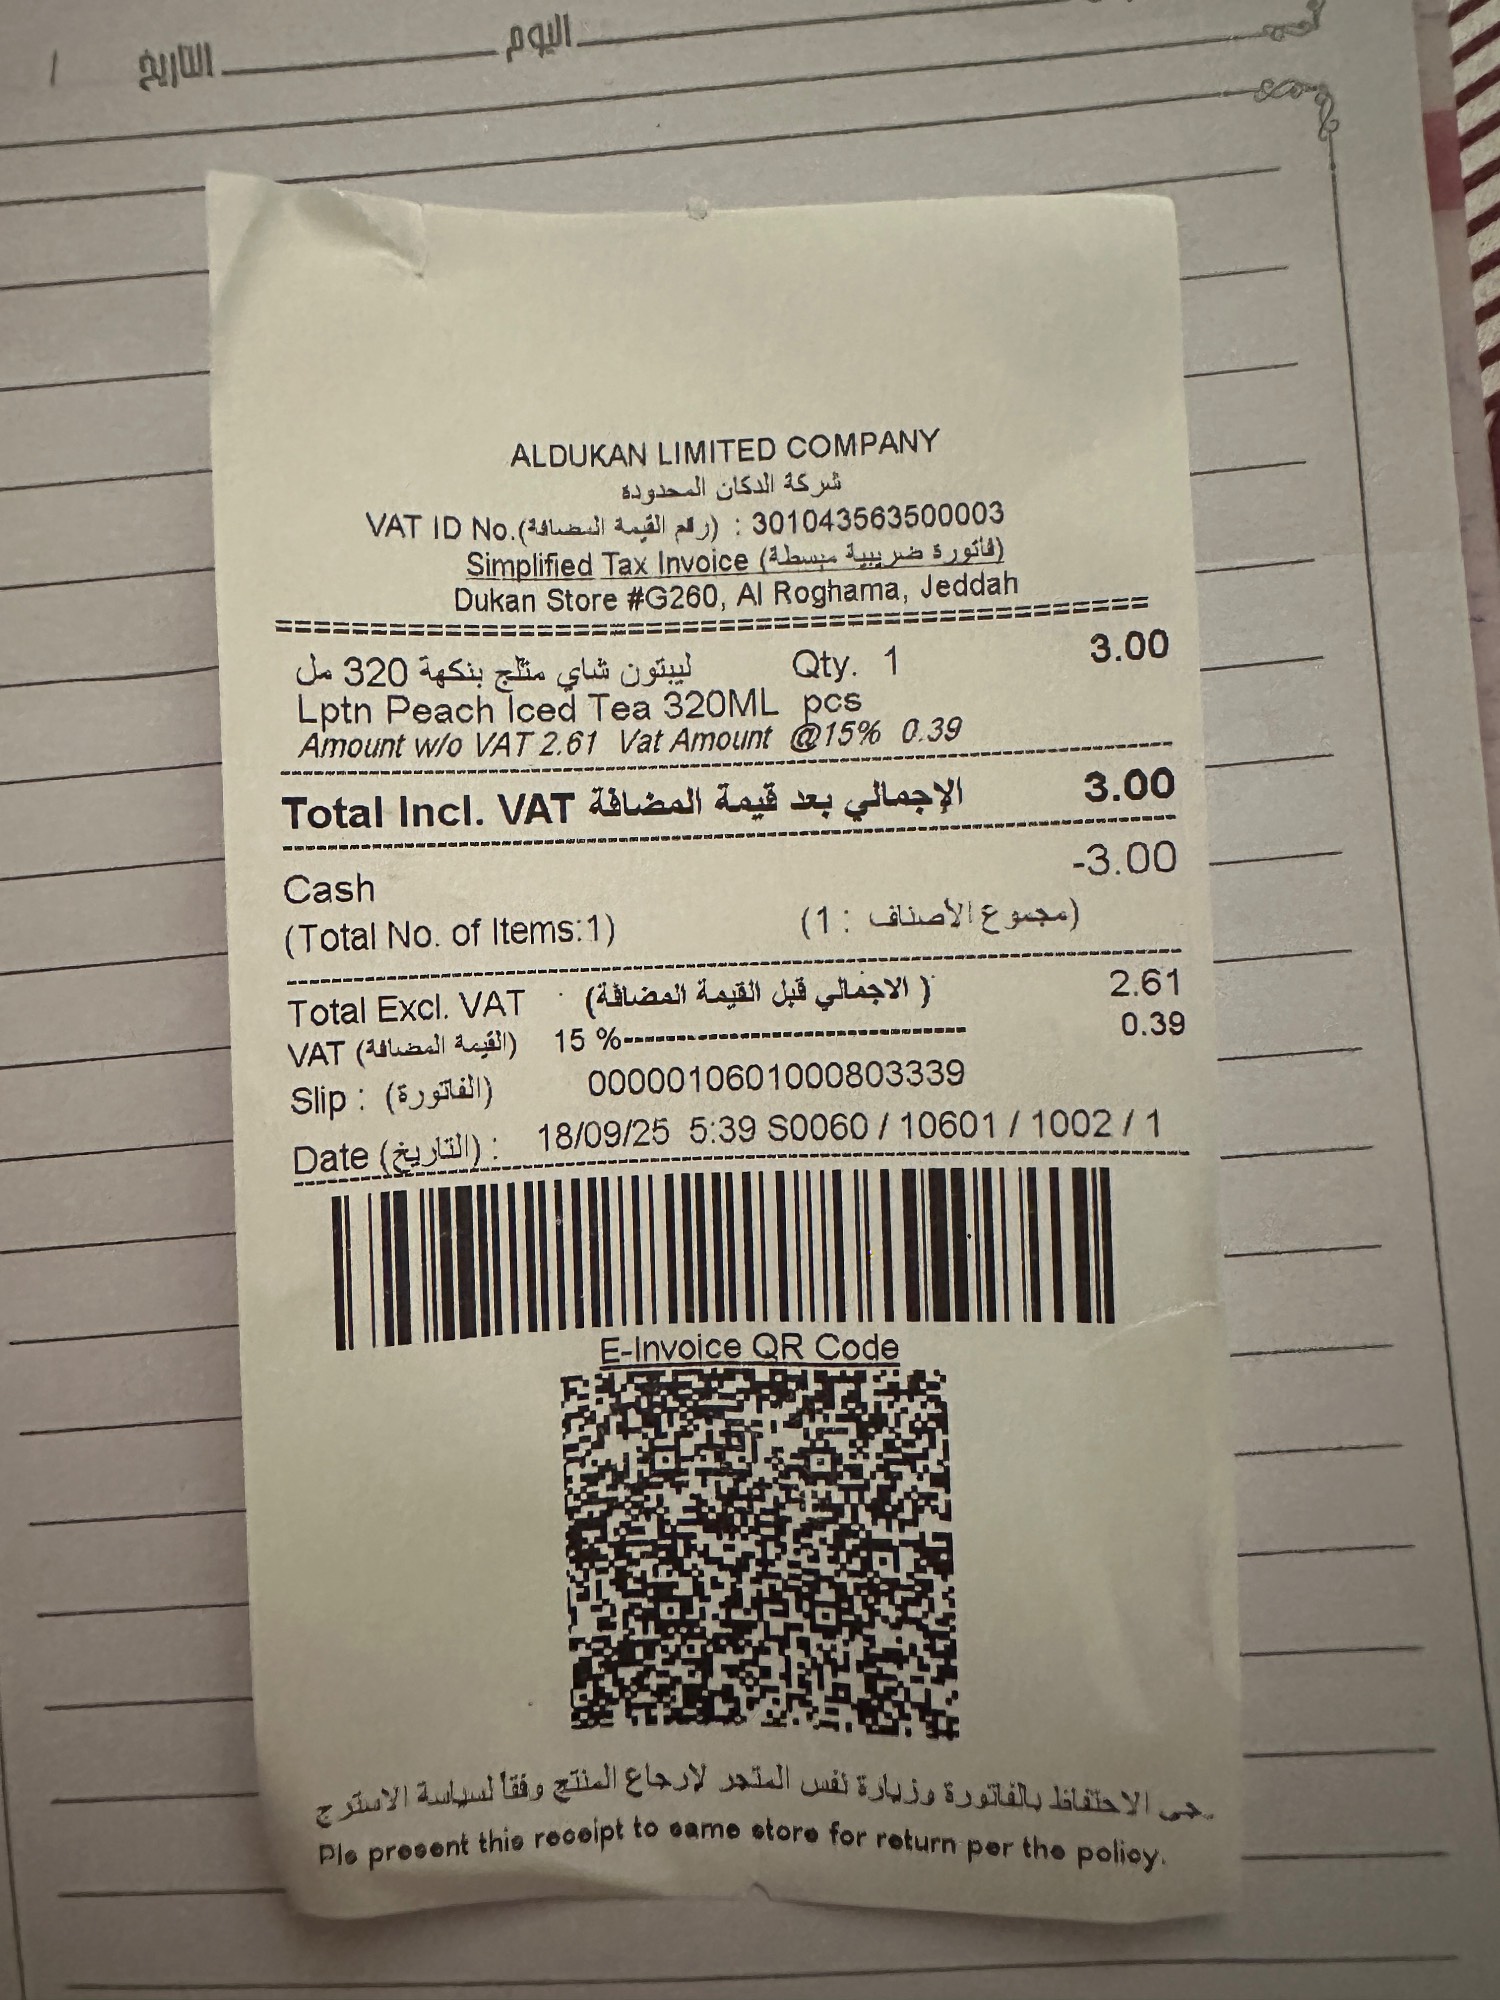 اليوم التاريخ /
ALDUKAN LIMITED COMPANY
شركة الدكان المحدودة
VAT ID No.(رقم القيمة المضافة) : 301043563500003
Simplified Tax Invoice (فاتورة ضريبية مبسطة)
Dukan Store #G260, Al Roghama, Jeddah
================================================
ليبتون شاي مثلج بنكهة 320 مل Qty. 1 3.00
Lptn Peach Iced Tea 320ML pcs
Amount w/o VAT 2.61 Vat Amount @15% 0.39
Total Incl. VAT الإجمالي بعد قيمة المضافة 3.00
Cash -3.00
(Total No. of Items:1) (مجموع الأصناف : 1)
Total Excl. VAT (الاجمالي قبل القيمة المضافة ) 2.61
VAT (القيمة المضافة) 15 %-------------------------------- 0.39
Slip : (الفاتورة) 0000010601000803339
Date (التاريخ) : 18/09/25 5:39 S0060 / 10601 / 1002 / 1
E-Invoice QR Code
الاحتفاظ بالفاتورة وزيارة نفس المتجر لارجاع المنتج وفقا لسياسة
Pls present this receipt to same store for return per the policy.